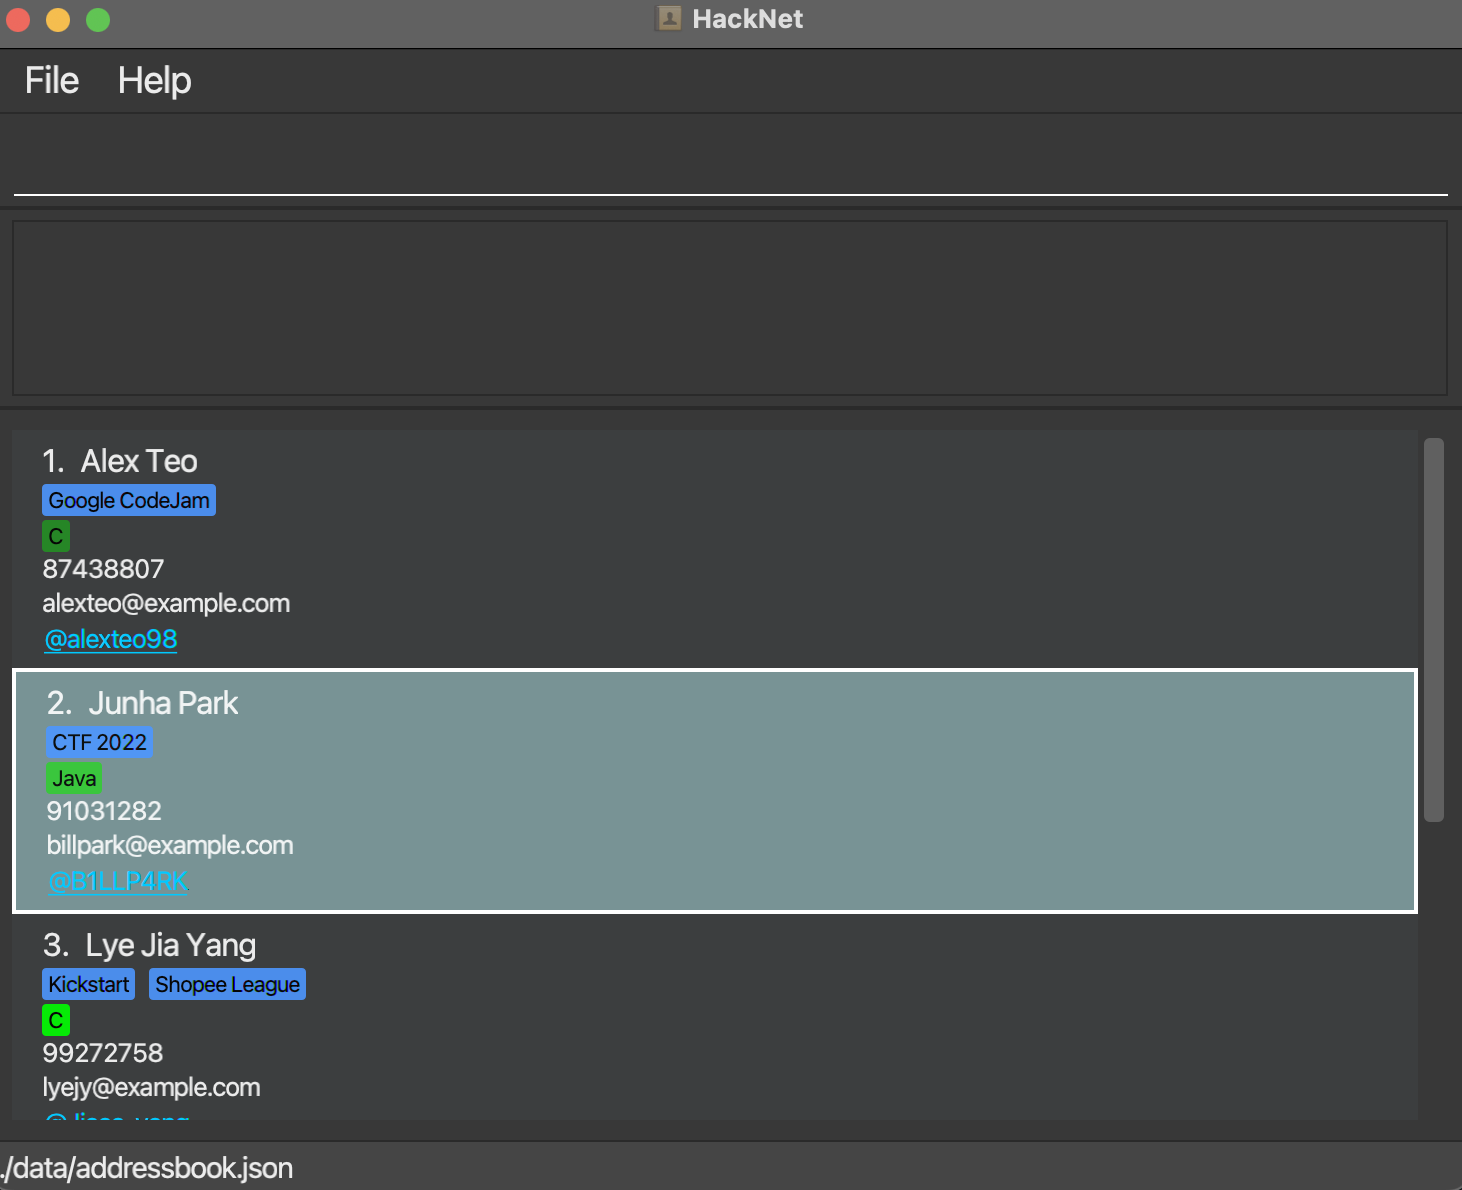 HackNet
File Help
1. Alex Teo
Google CodeJam
C
87438807
alexteo@example.com
@alexteo98
2. Junha Park
CTF 2022
Java
91031282
billpark@example.com
@B1LLP4RK
3. Lye Jia Yang
Kickstart Shopee League
C
99272758
lyejy@example.com
./data/addressbook.json